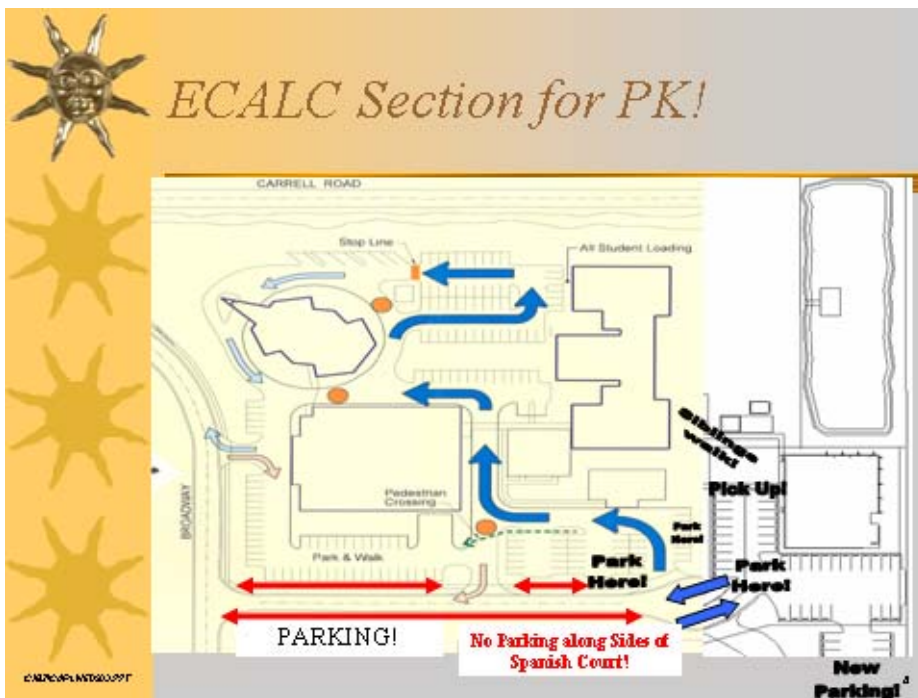 ECALC Section for PK!
CARRELL ROAD
Stop Line
All Student Loading
Siblings
walk!
Pick Up!
BROADWAY
Pedestrian
Crossing
Park
Here!
Park & Walk
Park
Here!
Park
Here!
PARKING!
No Parking along Sides of
Spanish Court!
New
Parking!